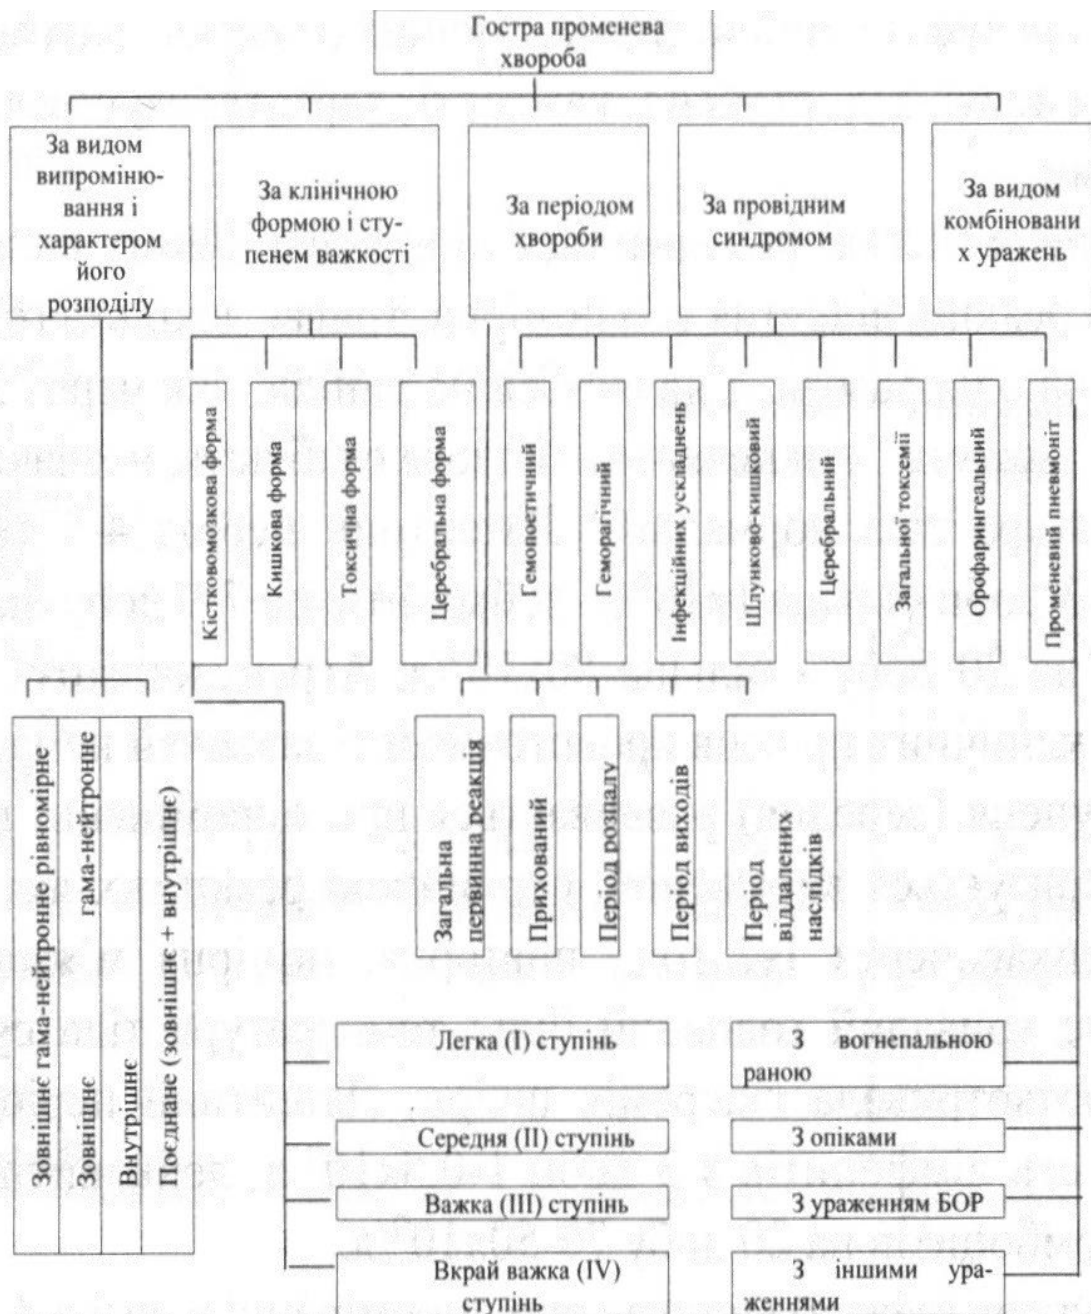 Гостра променева
хвороба
За видом
випроміню-
вання і
характером
його
розподілу
За клінічною
формою і сту-
пенем важкості
За періодом
хвороби
За провідним
синдромом
За видом
комбіновани
х уражень
Кістковомозкова форма
Кишкова форма
Токсична форма
Церебральна форма
Гемопоетичний
Геморагічний
Інфекційних ускладнень
Шлунково-кишковий
Церебральний
Загальної токсемії
Орофарингеальний
Променевий пневмоніт
Зовнішнє гама-нейтронне рівномірне
Зовнішнє гама-нейтронне
Внутрішнє
Поєднане (зовнішнє + внутрішнє)
Загальна
первинна реакція
Прихований
Період розпалу
Период виходів
Период
віддалених
наслідків
Легка (I) ступінь
Середня (II) ступінь
Важка (III) ступінь
Вкрай важка (IV)
ступінь
З вогнепальною
раною
З опіками
З ураженням БОР
З іншими ура-
женнями